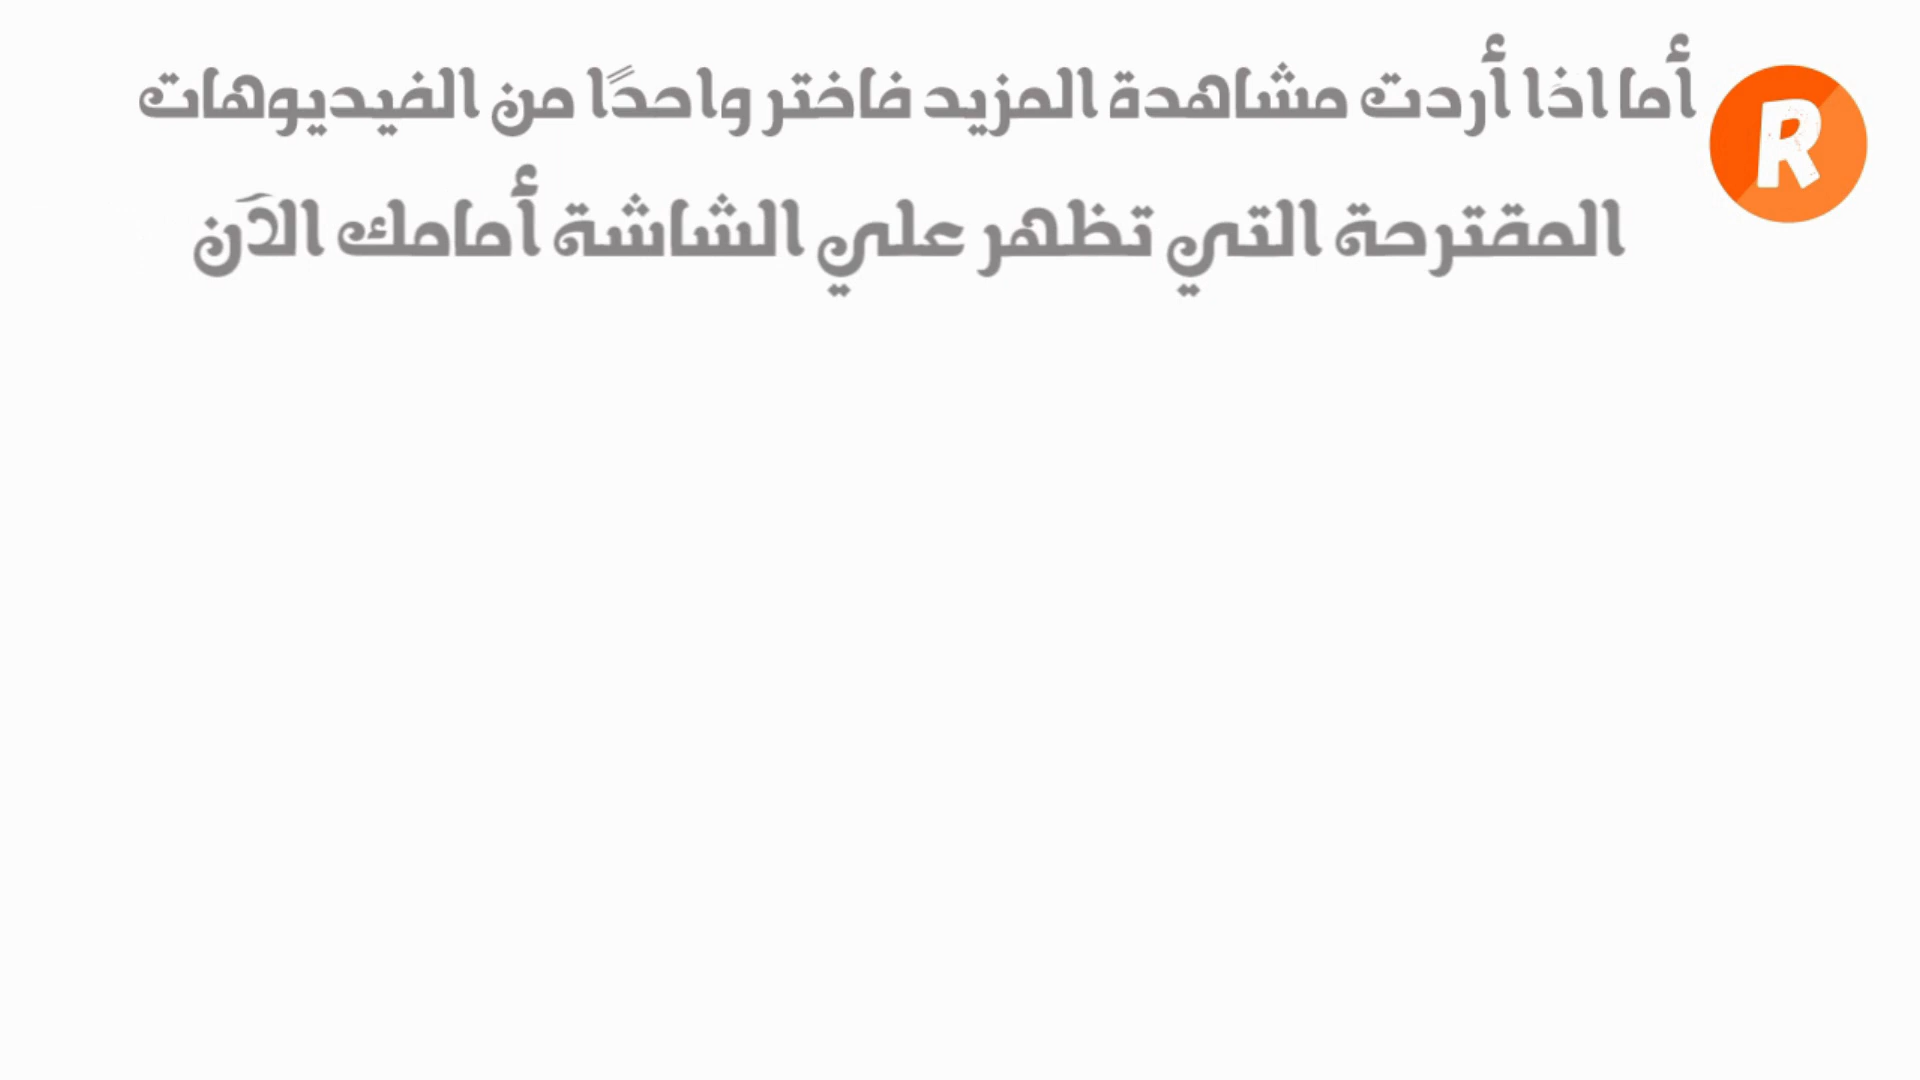 أما اذا أردت مشاهدة المزيد فاختر واحدًا من الفيديوهات
R
المقترحة التي تظهر علي الشاشة أمامك الآن